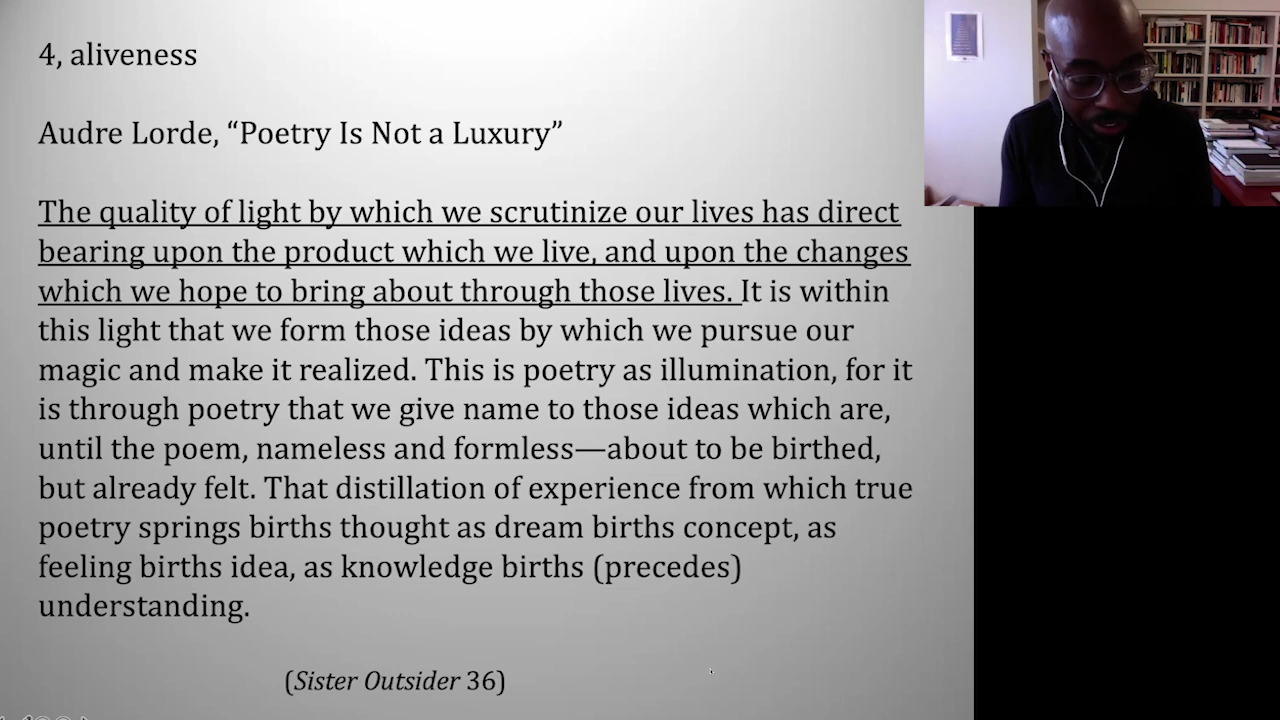 4, aliveness
Audre Lorde, “Poetry Is Not a Luxury”
The quality of light by which we scrutinize our lives has direct
bearing upon the product which we live, and upon the changes
which we hope to bring about through those lives. It is within
this light that we form those ideas by which we pursue our
magic and make it realized. This is poetry as illumination, for it
is through poetry that we give name to those ideas which are,
until the poem, nameless and formless—about to be birthed,
but already felt. That distillation of experience from which true
poetry springs births thought as dream births concept, as
feeling births idea, as knowledge births (precedes)
understanding.
(Sister Outsider 36)